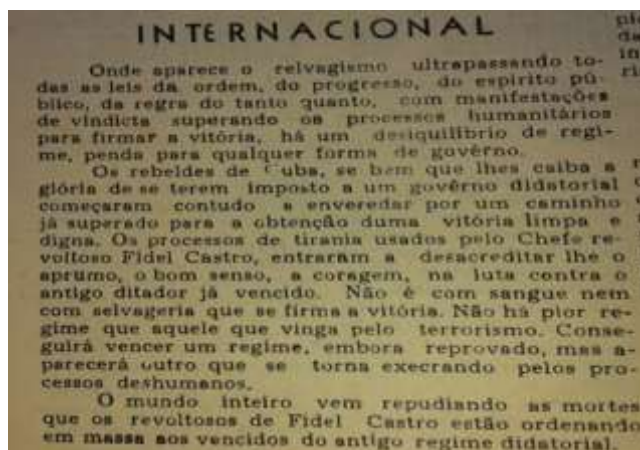 INTERNACIONAL
Onde aparece o relvagismo ultrapassando to-
das as leis da ordem, do progresso, do espirito pú-
blico, da regra do tanto quanto, com manifestações
de vindicta superando os processos humanitários
para firmar a vitória, há um desiquilíbrio de regi-
me, penda para qualquer forma de govêrno.
Os rebeldes de Cuba, se bem que lhes caiba a
glória de se terem imposto a um govêrno didatorial
começaram contudo a enveredar por um caminho
já superado para a obtenção duma vitória limpa e
digna. Os processos de tirania usados pelo Chefe re-
voltoso Fidel Castro, entraram a desacreditar lhe o
aprumo, o bom senso, a coragem, na luta contra o
antigo ditador já vencido. Não é com sangue nem
com selvageria que se firma a vitória. Não há pior re-
gime que aquele que vinga pelo terrorismo. Conse-
guirá vencer um regime, embora reprovado, mas a-
parecerá outro que se torna execrando pelos pro-
cessos deshumanos.
O mundo inteiro vem repudiando as mortes
que os revoltosos de Fidel Castro estão ordenando
em massa aos vencidos do antigo regime didatorial.